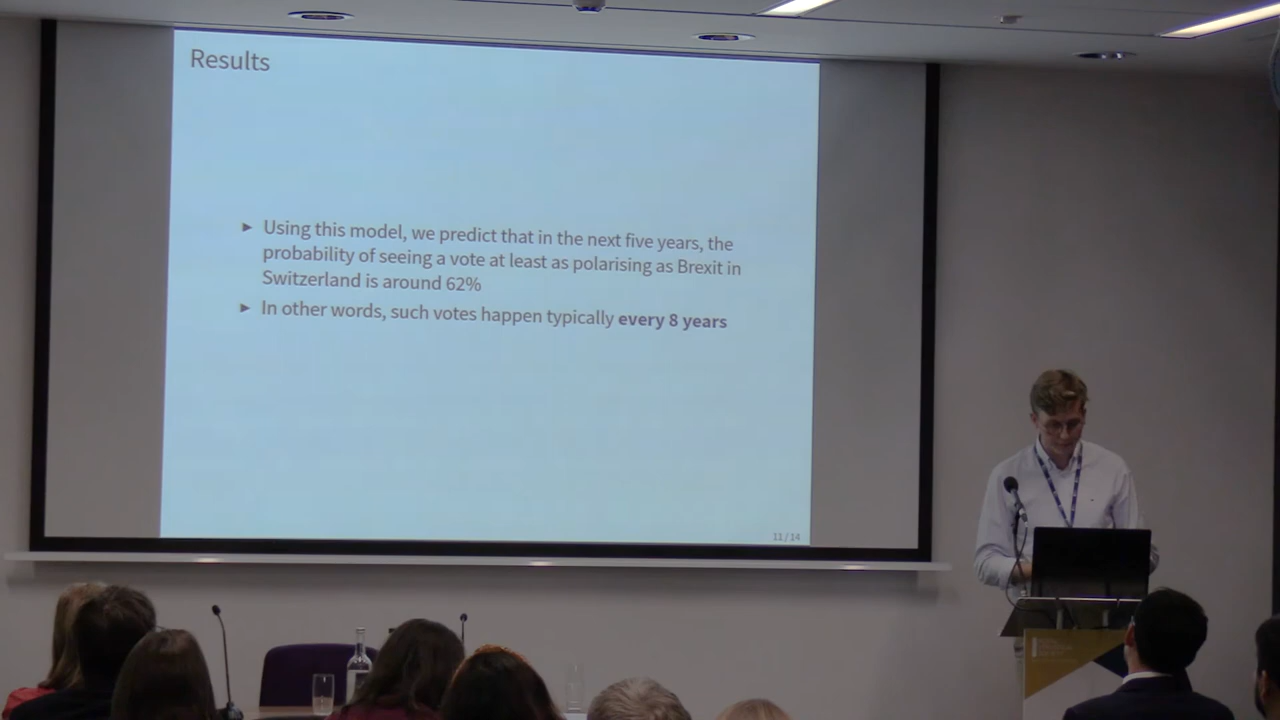 Results
► Using this model, we predict that in the next five years, the
probability of seeing a vote at least as polarising as Brexit in
Switzerland is around 62%
► In other words, such votes happen typically every 8 years
11/14